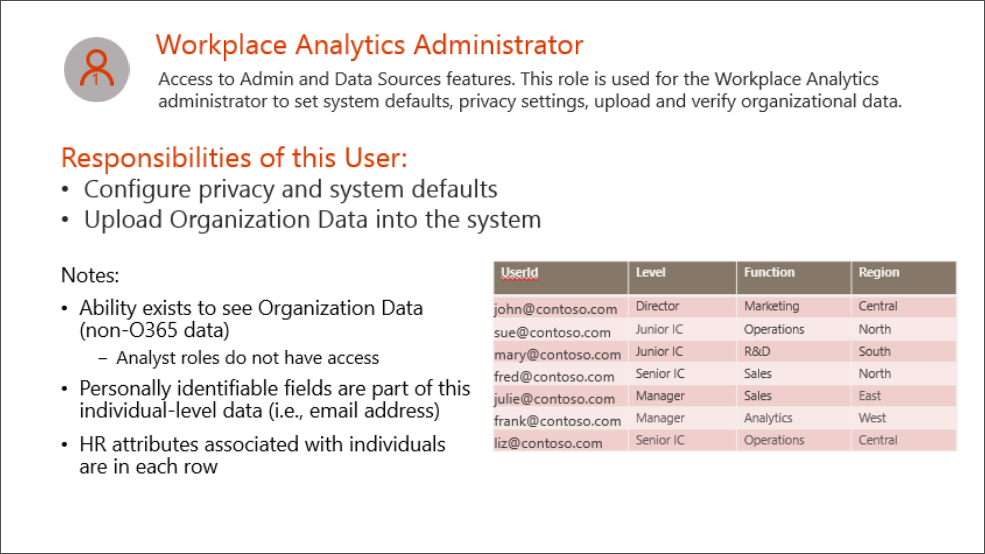 Workplace Analytics Administrator
1
Access to Admin and Data Sources features. This role is used for the Workplace Analytics
administrator to set system defaults, privacy settings, upload and verify organizational data.
Responsibilities of this User:
• Configure privacy and system defaults
• Upload Organization Data into the system
Notes:
• Ability exists to see Organization Data
(non-O365 data)
– Analyst roles do not have access
• Personally identifiable fields are part of this
individual-level data (i.e., email address)
• HR attributes associated with individuals
are in each row
UserId Level Function Region
john@contoso.com Director Marketing Central
sue@contoso.com Junior IC Operations North
mary@contoso.com Junior IC R&D South
fred@contoso.com Senior IC Sales North
julie@contoso.com Manager Sales East
frank@contoso.com Manager Analytics West
liz@contoso.com Senior IC Operations Central